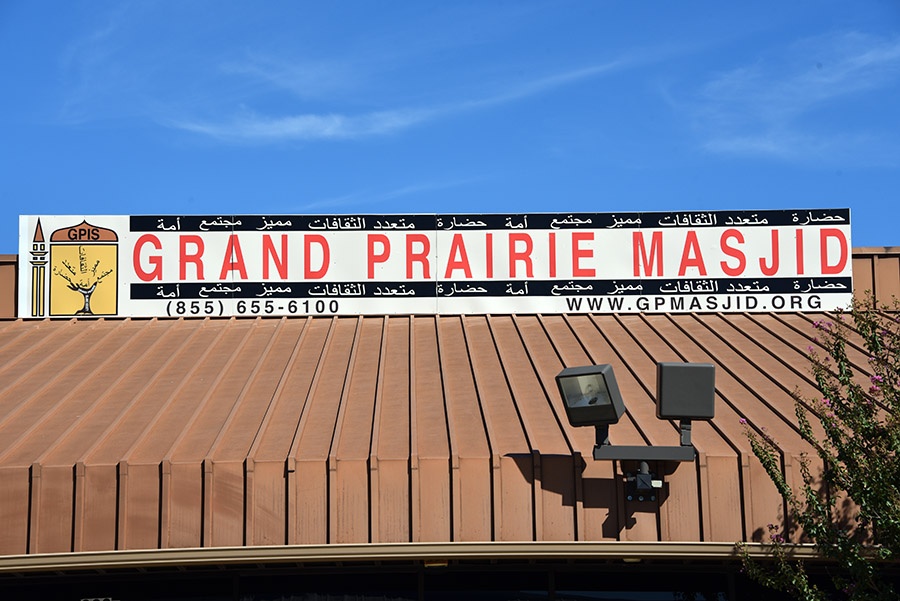 GPIS
حضارة متعدد الثقافات مميز مجتمع أمة حضارة متعدد الثقافات مميز مجتمع أمة
GRAND PRAIRIE MASJID
حضارة متعدد الثقافات مميز مجتمع أمة حضارة متعدد الثقافات مميز مجتمع أمة
(855) 655-6100 WWW.GPMASJID.ORG